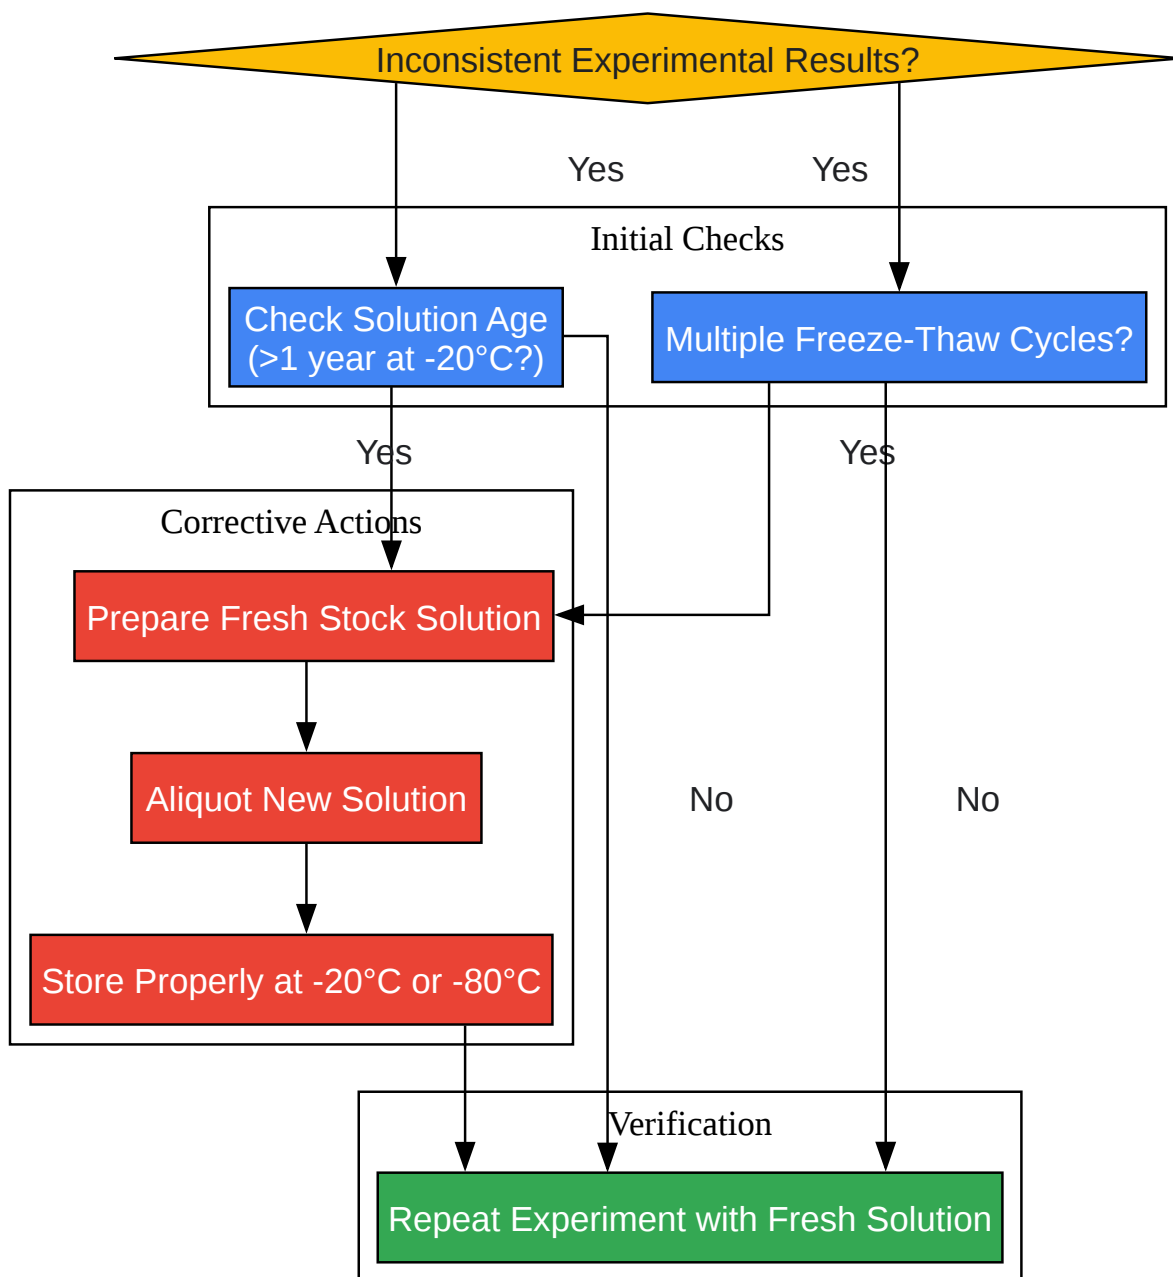 Inconsistent Experimental Results?
Yes
Yes
Initial Checks
Check Solution Age
(>1 year at -20°C?)
Multiple Freeze-Thaw Cycles?
Yes
Yes
Corrective Actions
Prepare Fresh Stock Solution
Aliquot New Solution
No
No
Store Properly at -20°C or -80°C
Verification
Repeat Experiment with Fresh Solution